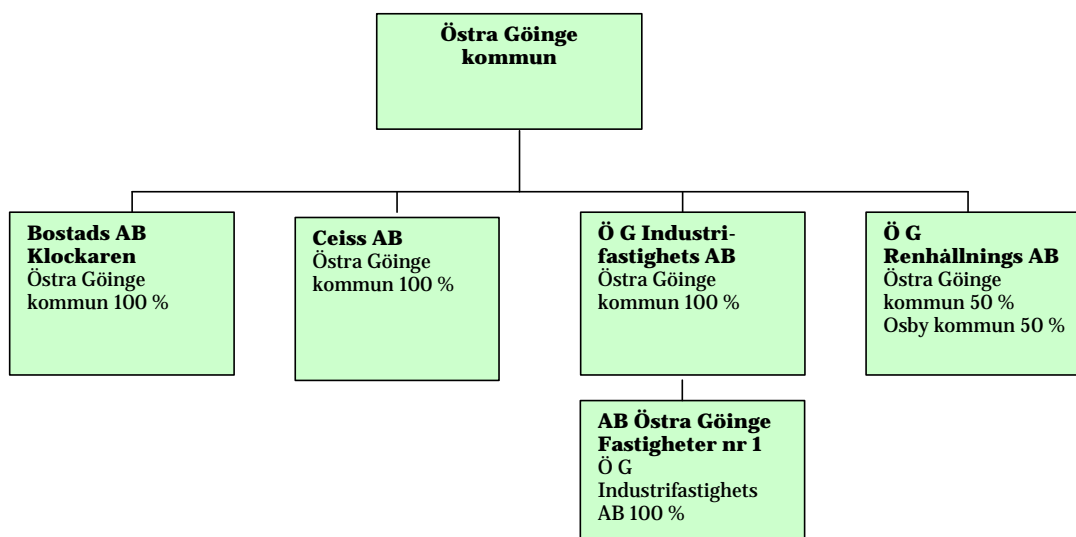 Östra Göinge
kommun
Bostads AB
Klockaren
Östra Göinge
kommun 100 %
Ceiss AB
Östra Göinge
kommun 100 %
Ö G Industri-
fastighets AB
Östra Göinge
kommun 100 %
Ö G
Renhållnings AB
Östra Göinge
kommun 50 %
Osby kommun 50 %
AB Östra Göinge
Fastigheter nr 1
Ö G
Industrifastighets
AB 100 %